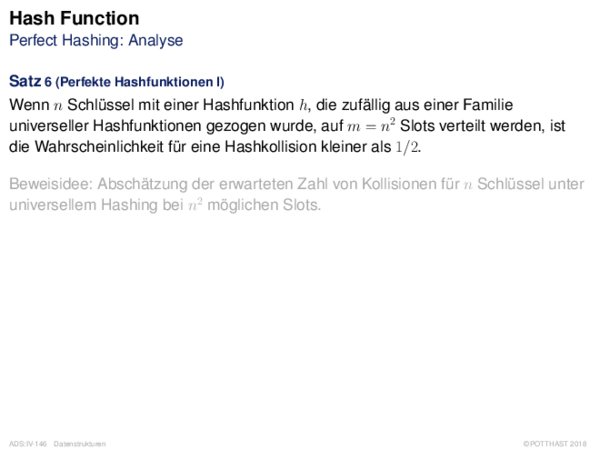 Hash Function
Perfect Hashing: Analyse
Satz 6 (Perfekte Hashfunktionen I)
Wenn n Schlüssel mit einer Hashfunktion h, die zufällig aus einer Familie
universeller Hashfunktionen gezogen wurde, auf m = n² Slots verteilt werden, ist
die Wahrscheinlichkeit für eine Hashkollision kleiner als 1/2.
Beweisidee: Abschätzung der erwarteten Zahl von Kollisionen für n Schlüssel unter
universellem Hashing bei n² möglichen Slots.
ADS:IV-146 Datenstrukturen
© POTTHAST 2018